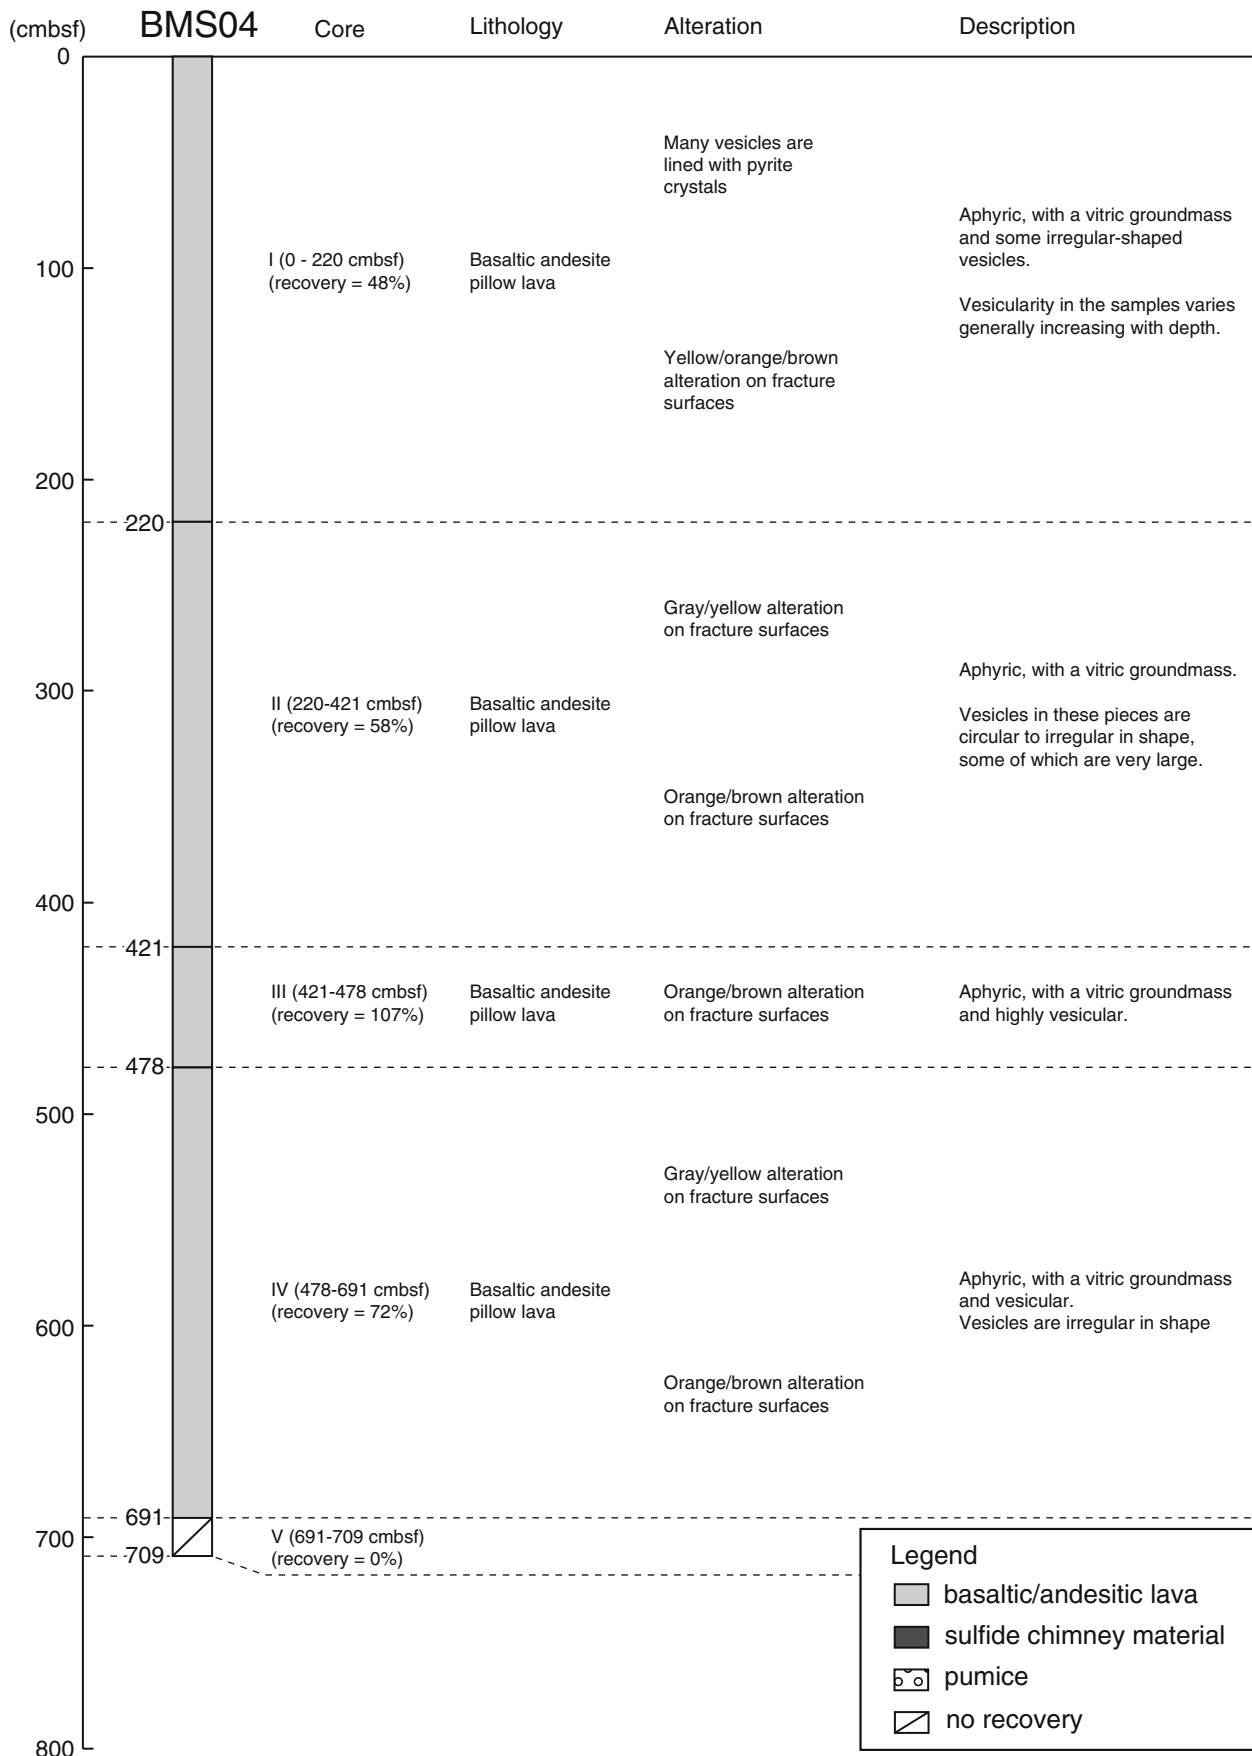 (cmbsf)
BMS04
Core
Lithology
Alteration
Description
0
100
200
300
400
500
600
700
800
220
421
478
691
709
I (0 - 220 cmbsf)
(recovery = 48%)
Basaltic andesite
pillow lava
Many vesicles are
lined with pyrite
crystals
Yellow/orange/brown
alteration on fracture
surfaces
Aphyric, with a vitric groundmass
and some irregular-shaped
vesicles.
Vesicularity in the samples varies
generally increasing with depth.
II (220-421 cmbsf)
(recovery = 58%)
Basaltic andesite
pillow lava
Gray/yellow alteration
on fracture surfaces
Orange/brown alteration
on fracture surfaces
Aphyric, with a vitric groundmass.
Vesicles in these pieces are
circular to irregular in shape,
some of which are very large.
III (421-478 cmbsf)
(recovery = 107%)
Basaltic andesite
pillow lava
Orange/brown alteration
on fracture surfaces
Aphyric, with a vitric groundmass
and highly vesicular.
IV (478-691 cmbsf)
(recovery = 72%)
Basaltic andesite
pillow lava
Gray/yellow alteration
on fracture surfaces
Orange/brown alteration
on fracture surfaces
Aphyric, with a vitric groundmass
and vesicular.
Vesicles are irregular in shape
V (691-709 cmbsf)
(recovery = 0%)
Legend
basaltic/andesitic lava
sulfide chimney material
pumice
no recovery